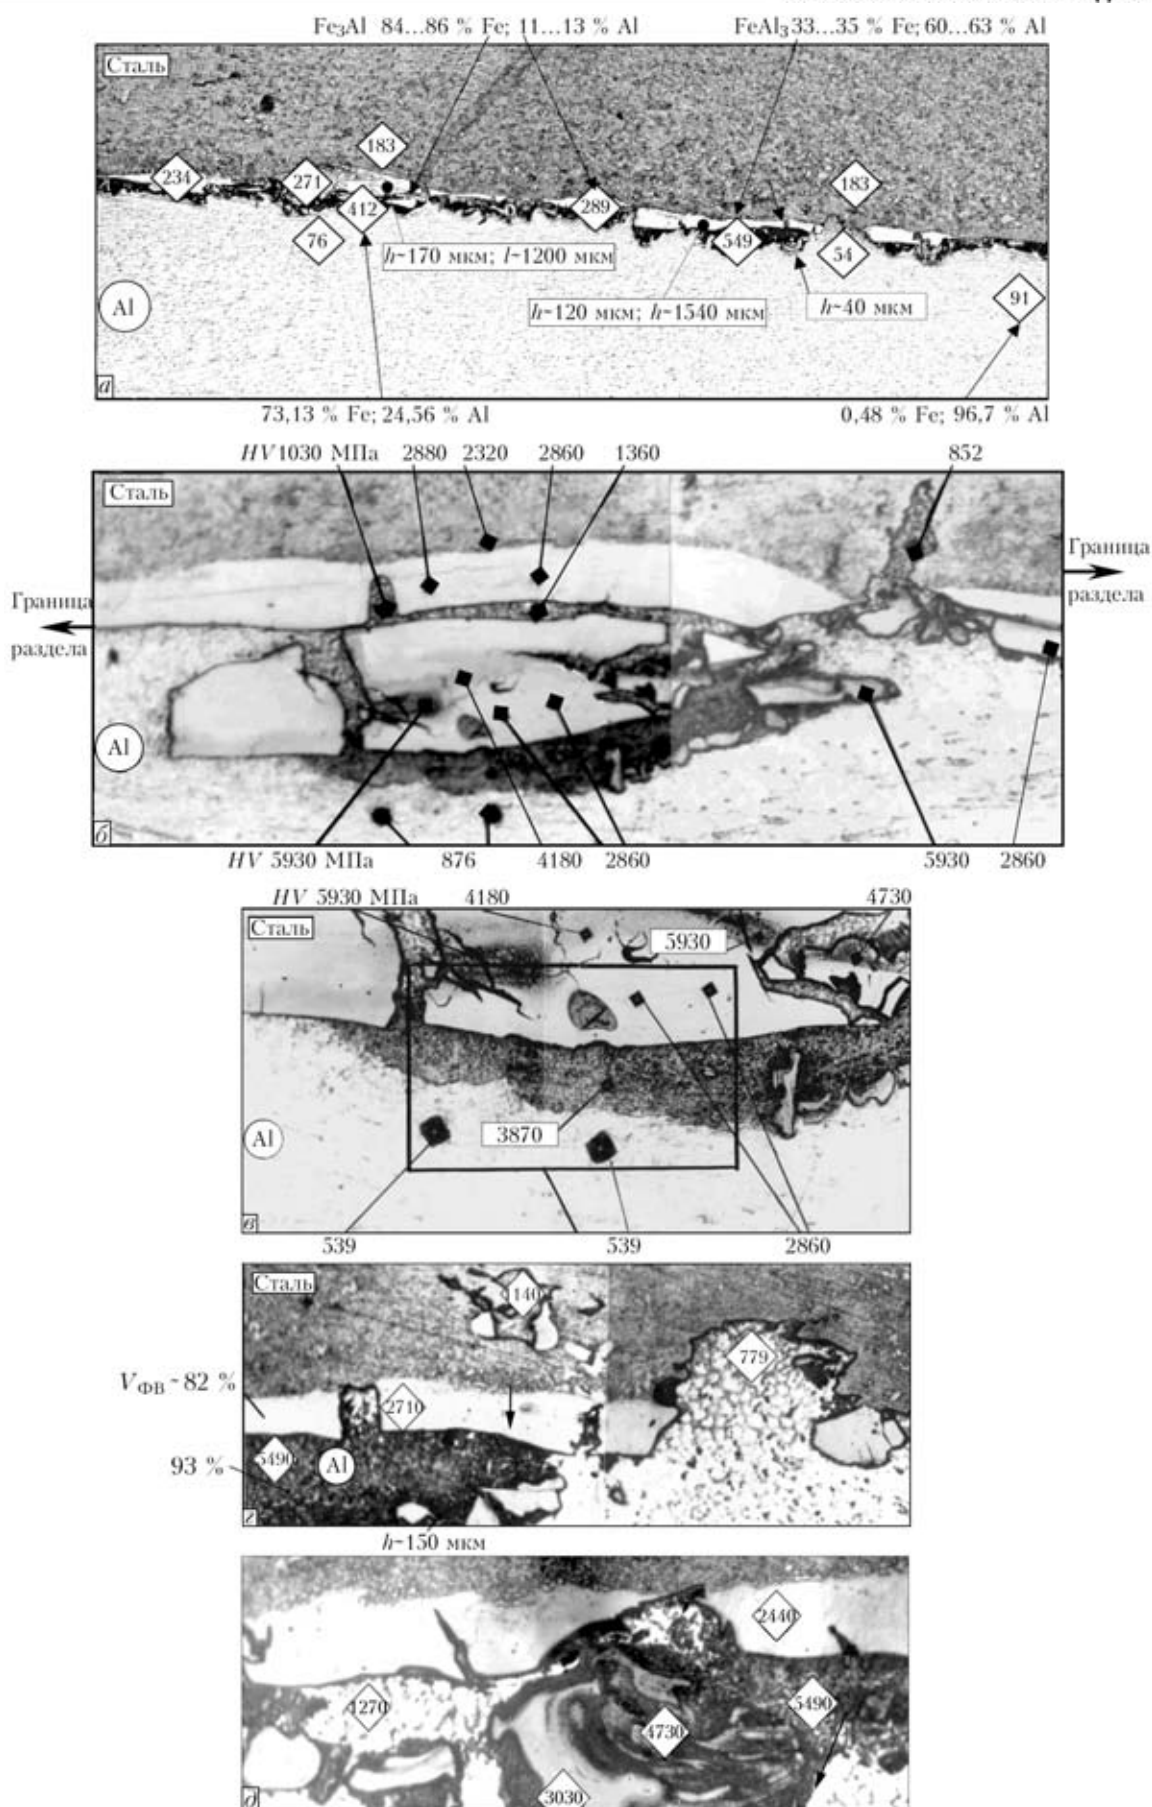 Fe₃Al 84...86 % Fe; 11...13 % Al FeAl₃ 33...35 % Fe; 60...63 % Al
Сталь
183
234 271 183
412 289
76 549 54
h~170 мкм; l~1200 мкм
91
Al h~120 мкм; h~1540 мкм h~40 мкм
а
73,13 % Fe; 24,56 % Al 0,48 % Fe; 96,7 % Al
HV 1030 МПа 2880 2320 2860 1360 852
Сталь
Граница
раздела
Граница
раздела
Al
б
HV 5930 МПа 876 4180 2860 5930 2860
HV 5930 МПа 4180 4730
Сталь
5930
Al
3870
в
539 539 2860
Сталь
140
779
VФВ ~ 82 %
2710
5490 Al
93 %
г
h~150 мкм
2440
1270 5490
4730
3030
д